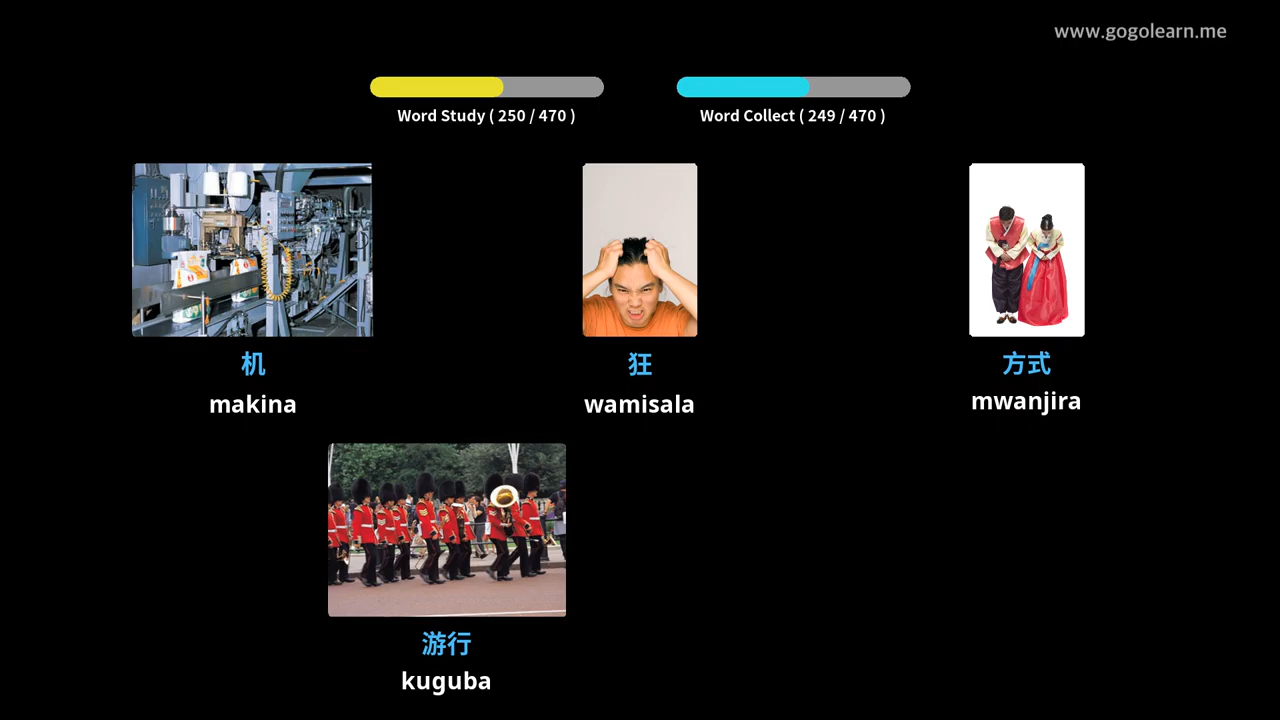 www.gogolearn.me
Word Study ( 250 / 470 )
Word Collect ( 249 / 470 )
机
makina
狂
wamisala
方式
mwanjira
游行
kuguba